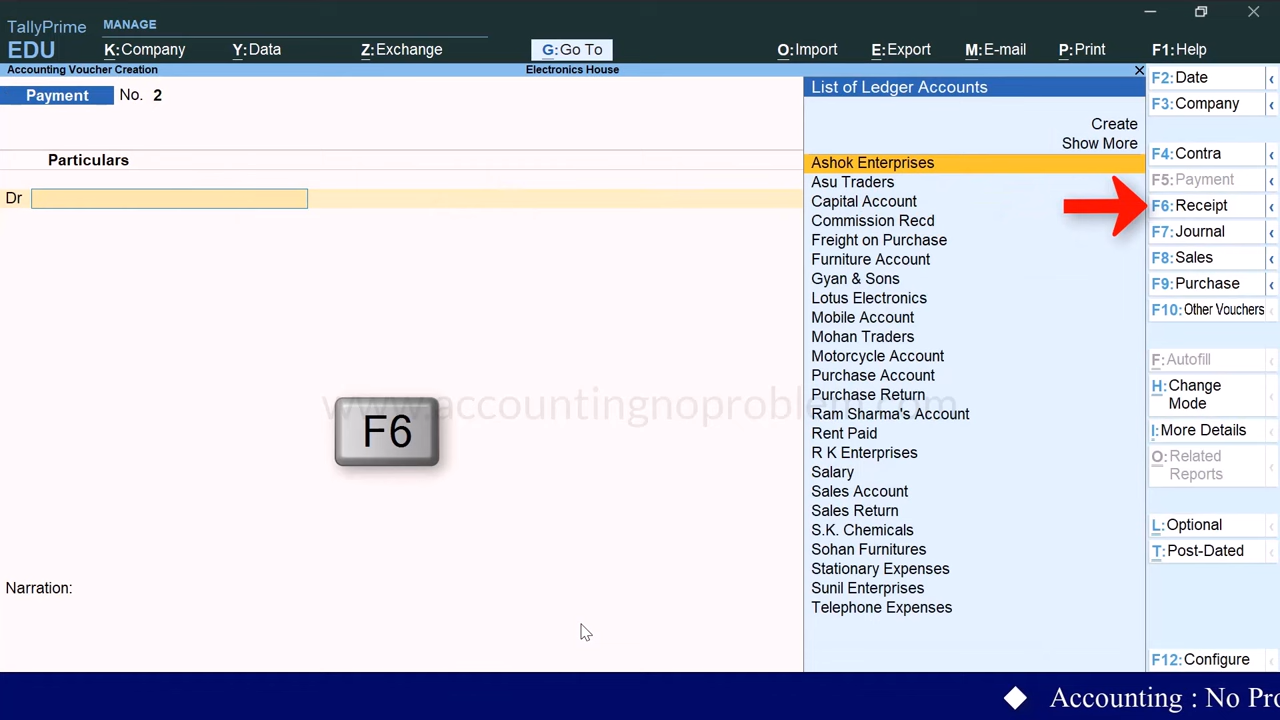 TallyPrime
EDU
MANAGE
K:Company
Y:Data
Z:Exchange
G:Go To
O:Import
E:Export
M:E-mail
P:Print
F1:Help
Accounting Voucher Creation
Electronics House
Payment No. 2
Particulars
Dr
Narration:
List of Ledger Accounts
Create
Show More
Ashok Enterprises
Asu Traders
Capital Account
Commission Recd
Freight on Purchase
Furniture Account
Gyan & Sons
Lotus Electronics
Mobile Account
Mohan Traders
Motorcycle Account
Purchase Account
Purchase Return
Ram Sharma's Account
Rent Paid
R K Enterprises
Salary
Sales Account
Sales Return
S.K. Chemicals
Sohan Furnitures
Stationary Expenses
Sunil Enterprises
Telephone Expenses
F2:Date
F3:Company
F4:Contra
F5:Payment
F6:Receipt
F7:Journal
F8:Sales
F9:Purchase
F10:Other Vouchers
F:Autofill
H:Change
Mode
I:More Details
O:Related
Reports
L:Optional
T:Post-Dated
F12:Configure
www.accountingnoproblem.com
F6
Accounting : No Pro